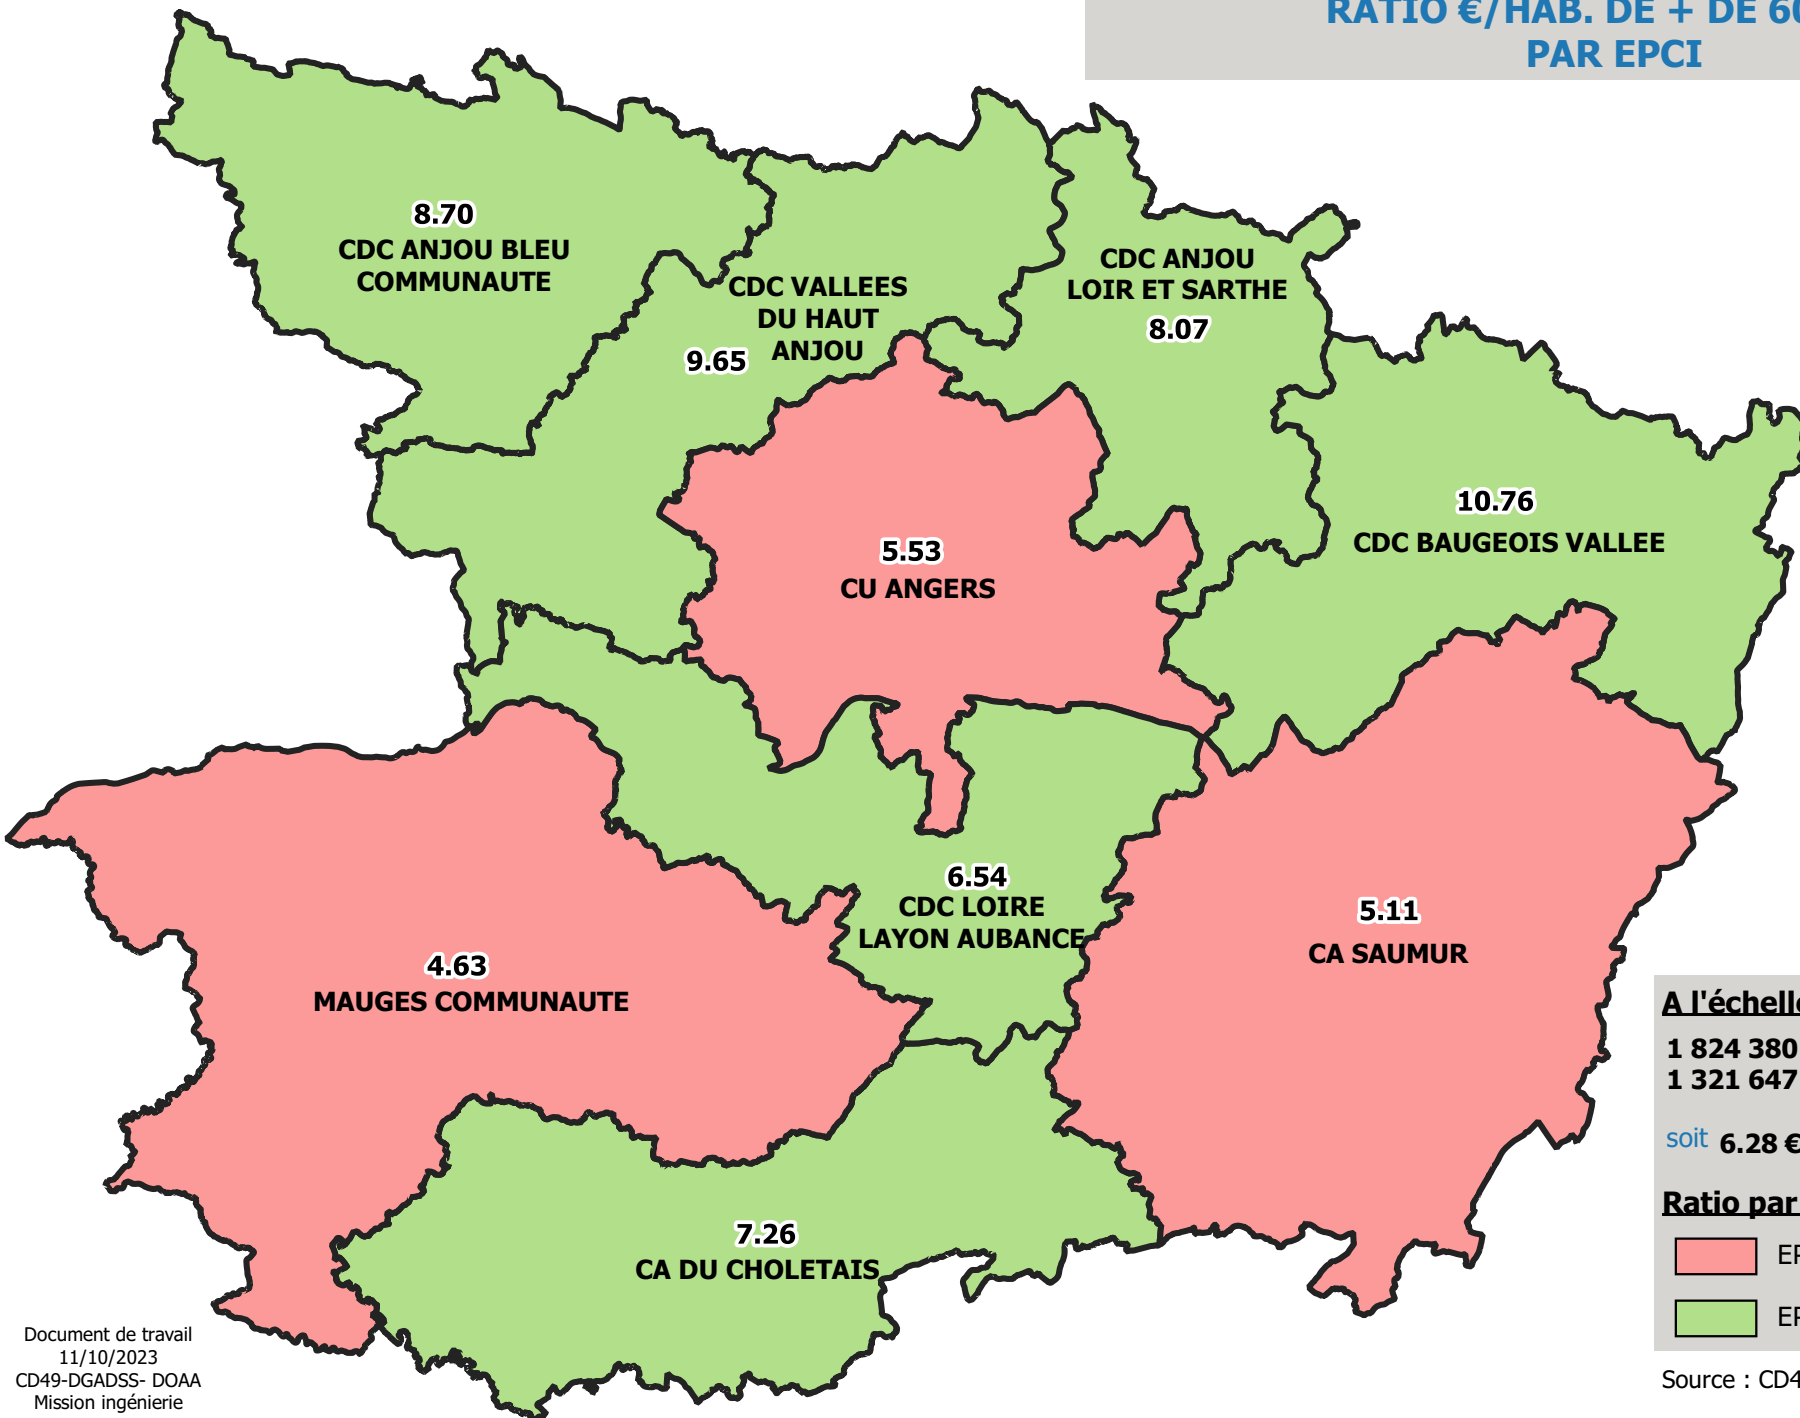 RATIO €/HAB. DE + DE 60
PAR EPCI
8.70
CDC ANJOU BLEU
COMMUNAUTE
CDC VALLEES
DU HAUT
ANJOU
9.65
CDC ANJOU
LOIR ET SARTHE
8.07
10.76
CDC BAUGEOIS VALLEE
5.53
CU ANGERS
6.54
CDC LOIRE
LAYON AUBANCE
5.11
CA SAUMUR
4.63
MAUGES COMMUNAUTE
7.26
CA DU CHOLETAIS
A l'échelle
1 824 380
1 321 647
soit 6.28 €
Ratio par
EP
EP
Source : CD4
Document de travail
11/10/2023
CD49-DGADSS- DOAA
Mission ingénierie